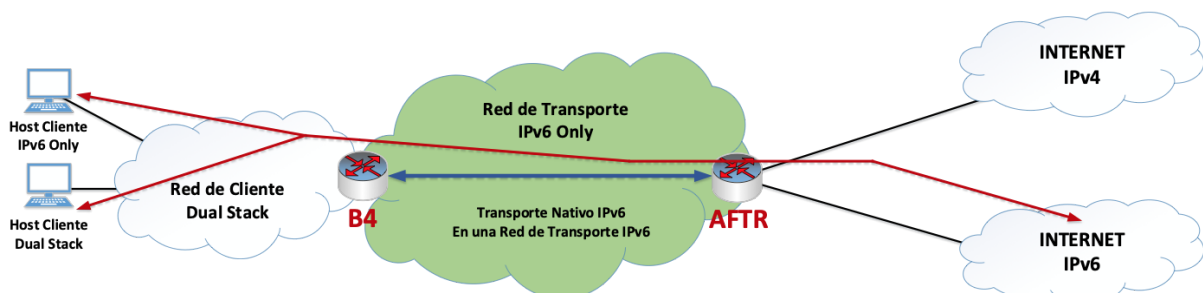 Host Cliente
IPv6 Only
Host Cliente
Dual Stack
Red de Cliente
Dual Stack
B4
Red de Transporte
IPv6 Only
Transporte Nativo IPv6
En una Red de Transporte IPv6
AFTR
INTERNET
IPv4
INTERNET
IPv6